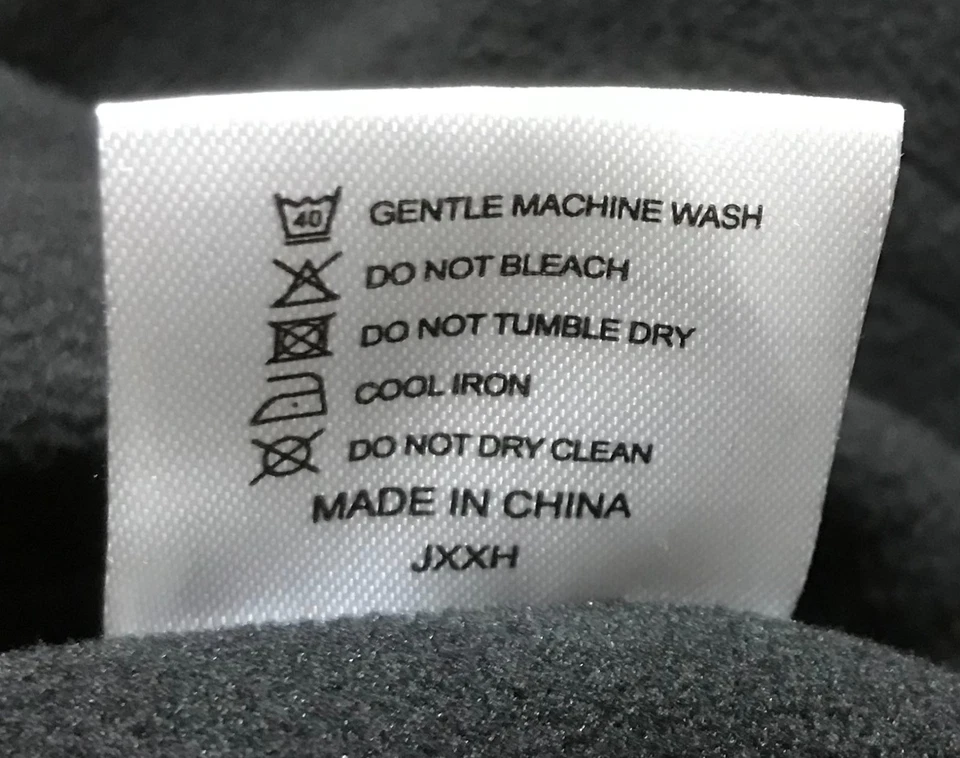 40 GENTLE MACHINE WASH
DO NOT BLEACH
DO NOT TUMBLE DRY
COOL IRON
DO NOT DRY CLEAN
MADE IN CHINA
JXXH